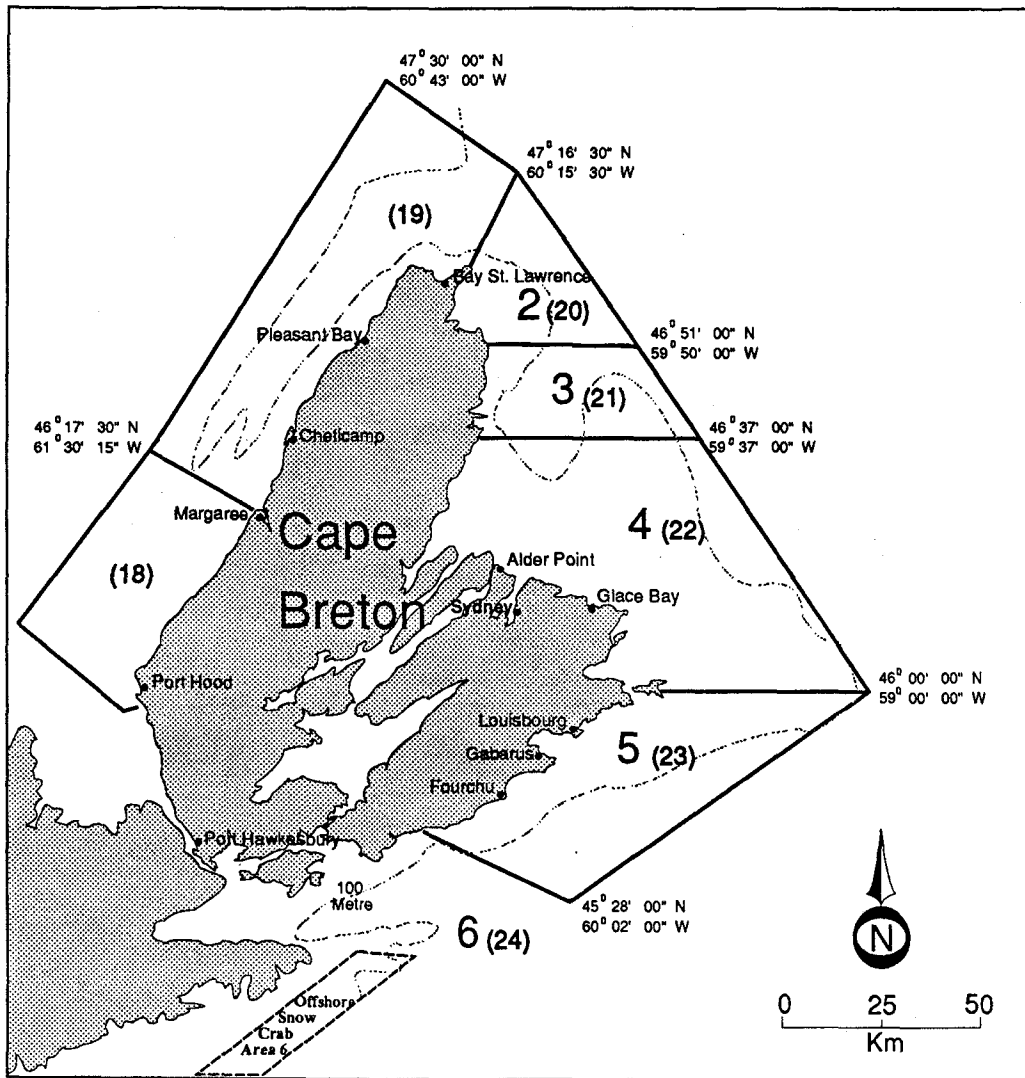 47° 30' 00" N
60° 43' 00" W
47° 16' 30" N
60° 15' 30" W
(19)
Bay St. Lawrence
2 (20)
Pleasant Bay
46° 51' 00" N
59° 50' 00" W
3 (21)
46° 17' 30" N
61° 30' 15" W
Cheticamp
46° 37' 00" N
59° 37' 00" W
Margaree
Cape
Breton
4 (22)
(18)
Alder Point
Sydney
Glace Bay
Port Hood
46° 00' 00" N
59° 00' 00" W
Louisbourg
Gabarus
5 (23)
Fourchu
Port Hawkesbury
100
Metre
45° 28' 00" N
60° 02' 00" W
6 (24)
N
Offshore
Snow
Crab
Area 6
0 25 50
Km